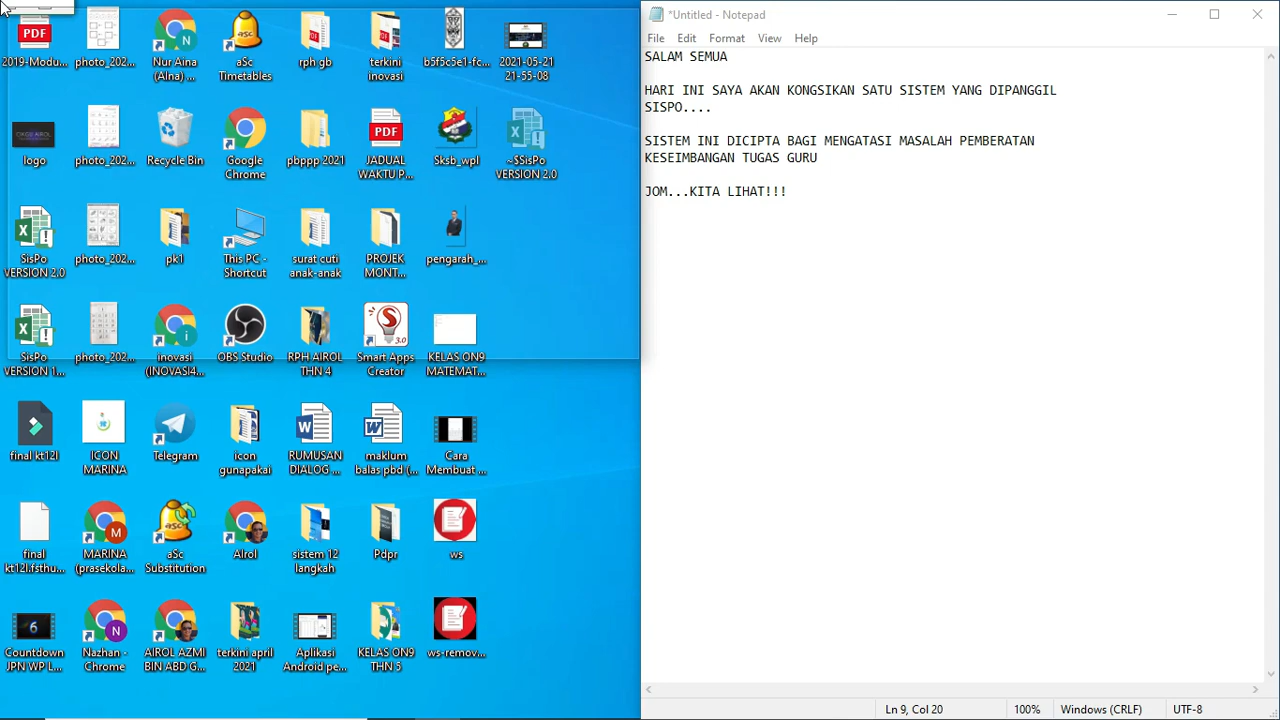 PDF
2019-Modu...
photo_202...
Nur Aina
(Alna) ...
aSc
Timetables
rph gb
terkini
inovasi
b5f5c5e1-fc...
2021-05-21
21-55-08
logo
photo_202...
Recycle Bin
Google
Chrome
pbppp 2021
PDF
JADUAL
WAKTU P...
Sksb_wpl
~$SisPo
VERSION 2.0
SisPo
VERSION 2.0
photo_202...
pk1
This PC -
Shortcut
surat cuti
anak-anak
PROJEK
MONT...
pengarah_...
SisPo
VERSION 1...
photo_202...
inovasi
(INOVASI4...
OBS Studio
RPH AIROL
THN 4
Smart Apps
Creator
KELAS ON9
MATEMAT...
final kt12l
ICON
MARINA
Telegram
icon
gunapakai
RUMUSAN
DIALOG ...
maklum
balas pbd (...
Cara
Membuat ...
final
kt12l.fsthu...
MARINA
(prasekola...
aSc
Substitution
AIrol
sistem 12
langkah
Pdpr
ws
Countdown
JPN WP L...
Nazhan -
Chrome
AIROL AZMI
BIN ABD G...
terkini april
2021
Aplikasi
Android pe...
KELAS ON9
THN 5
ws-remov...
*Untitled - Notepad
File Edit Format View Help
SALAM SEMUA
HARI INI SAYA AKAN KONGSIKAN SATU SISTEM YANG DIPANGGIL
SISPO....
SISTEM INI DICIPTA BAGI MENGATASI MASALAH PEMBERATAN
KESEIMBANGAN TUGAS GURU
JOM...KITA LIHAT!!!
Ln 9, Col 20 100% Windows (CRLF) UTF-8